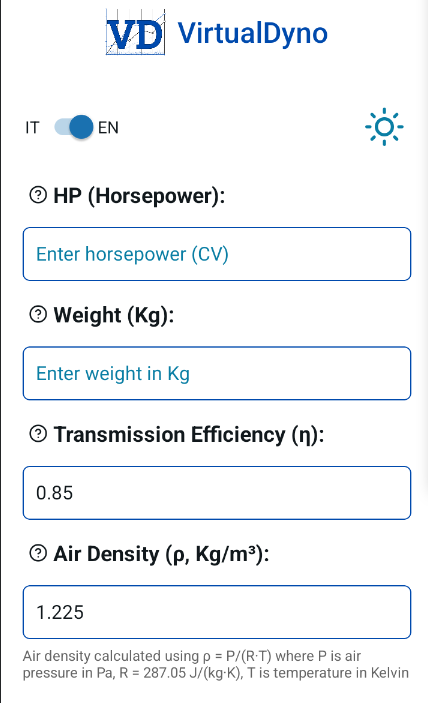 VD VirtualDyno
IT EN
HP (Horsepower):
Enter horsepower (CV)
Weight (Kg):
Enter weight in Kg
Transmission Efficiency (η):
0.85
Air Density (ρ, Kg/m³):
1.225
Air density calculated using ρ = P/(R·T) where P is air
pressure in Pa, R = 287.05 J/(kg·K), T is temperature in Kelvin